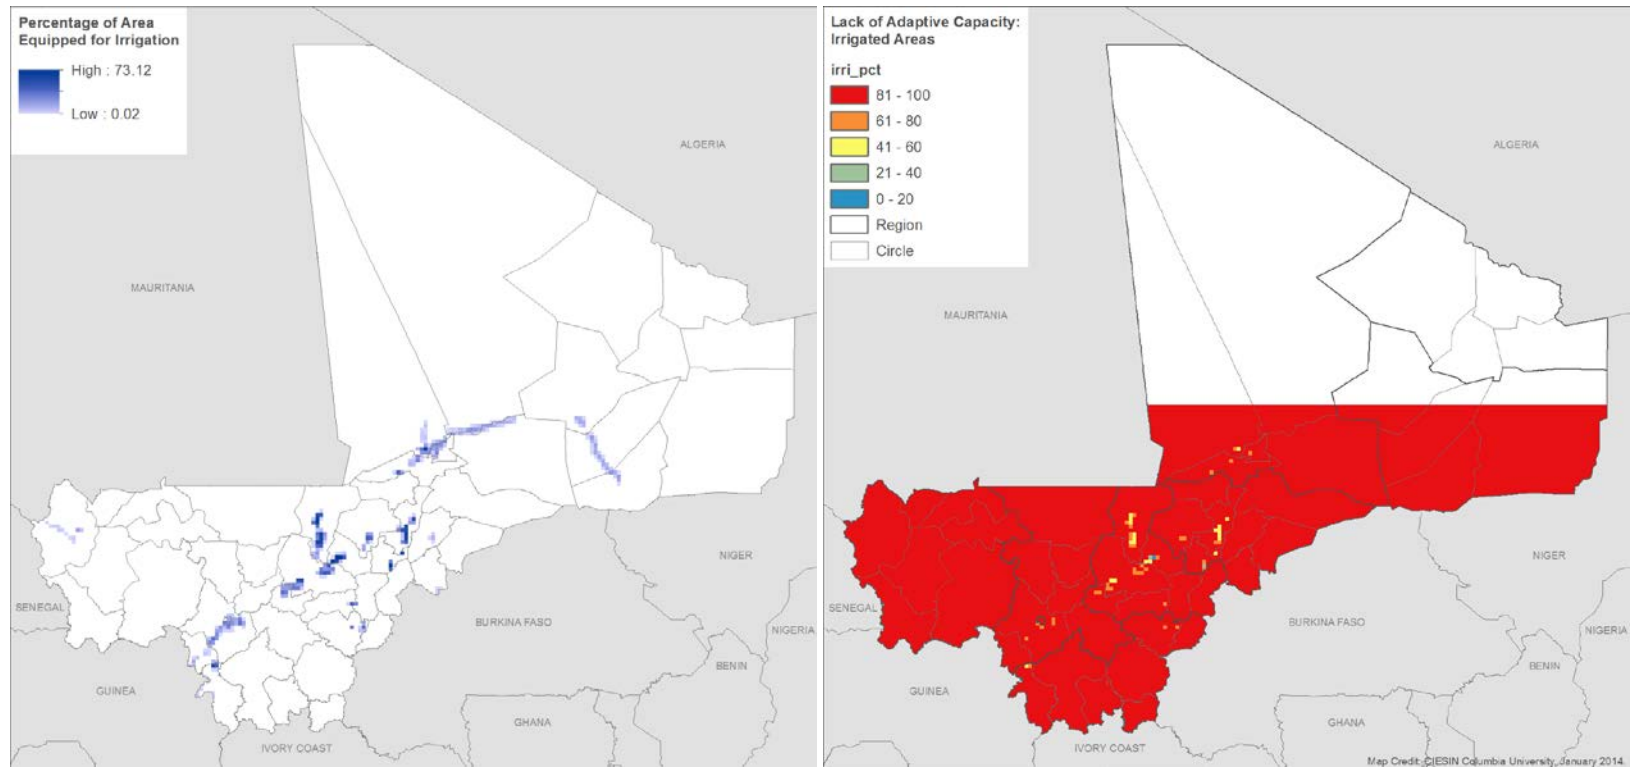 Percentage of Area
Equipped for Irrigation
High : 73.12
Low : 0.02
ALGERIA
MAURITANIA
NIGER
SENEGAL
BURKINA FASO
NIGERIA
BENIN
GUINEA
GHANA
IVORY COAST
Lack of Adaptive Capacity:
Irrigated Areas
irri_pct
81 - 100
61 - 80
41 - 60
21 - 40
0 - 20
Region
Circle
ALGERIA
MAURITANIA
NIGER
SENEGAL
BURKINA FASO
NIGERIA
BENIN
GUINEA
GHANA
IVORY COAST
Map Credit: CIESIN Columbia University, January 2014.